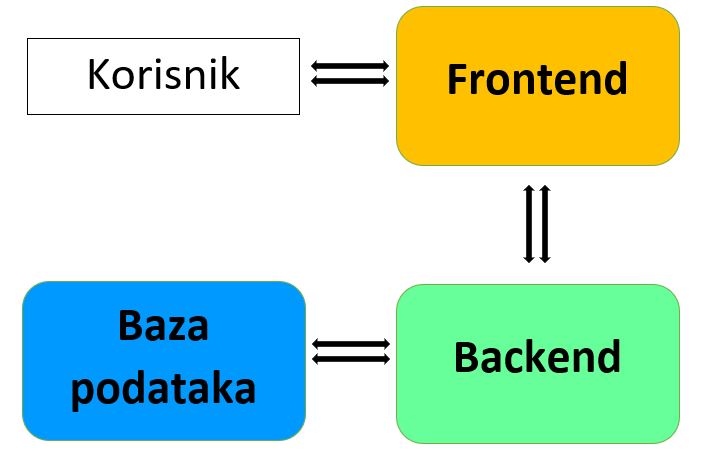 Korisnik
Frontend
Baza
podataka
Backend